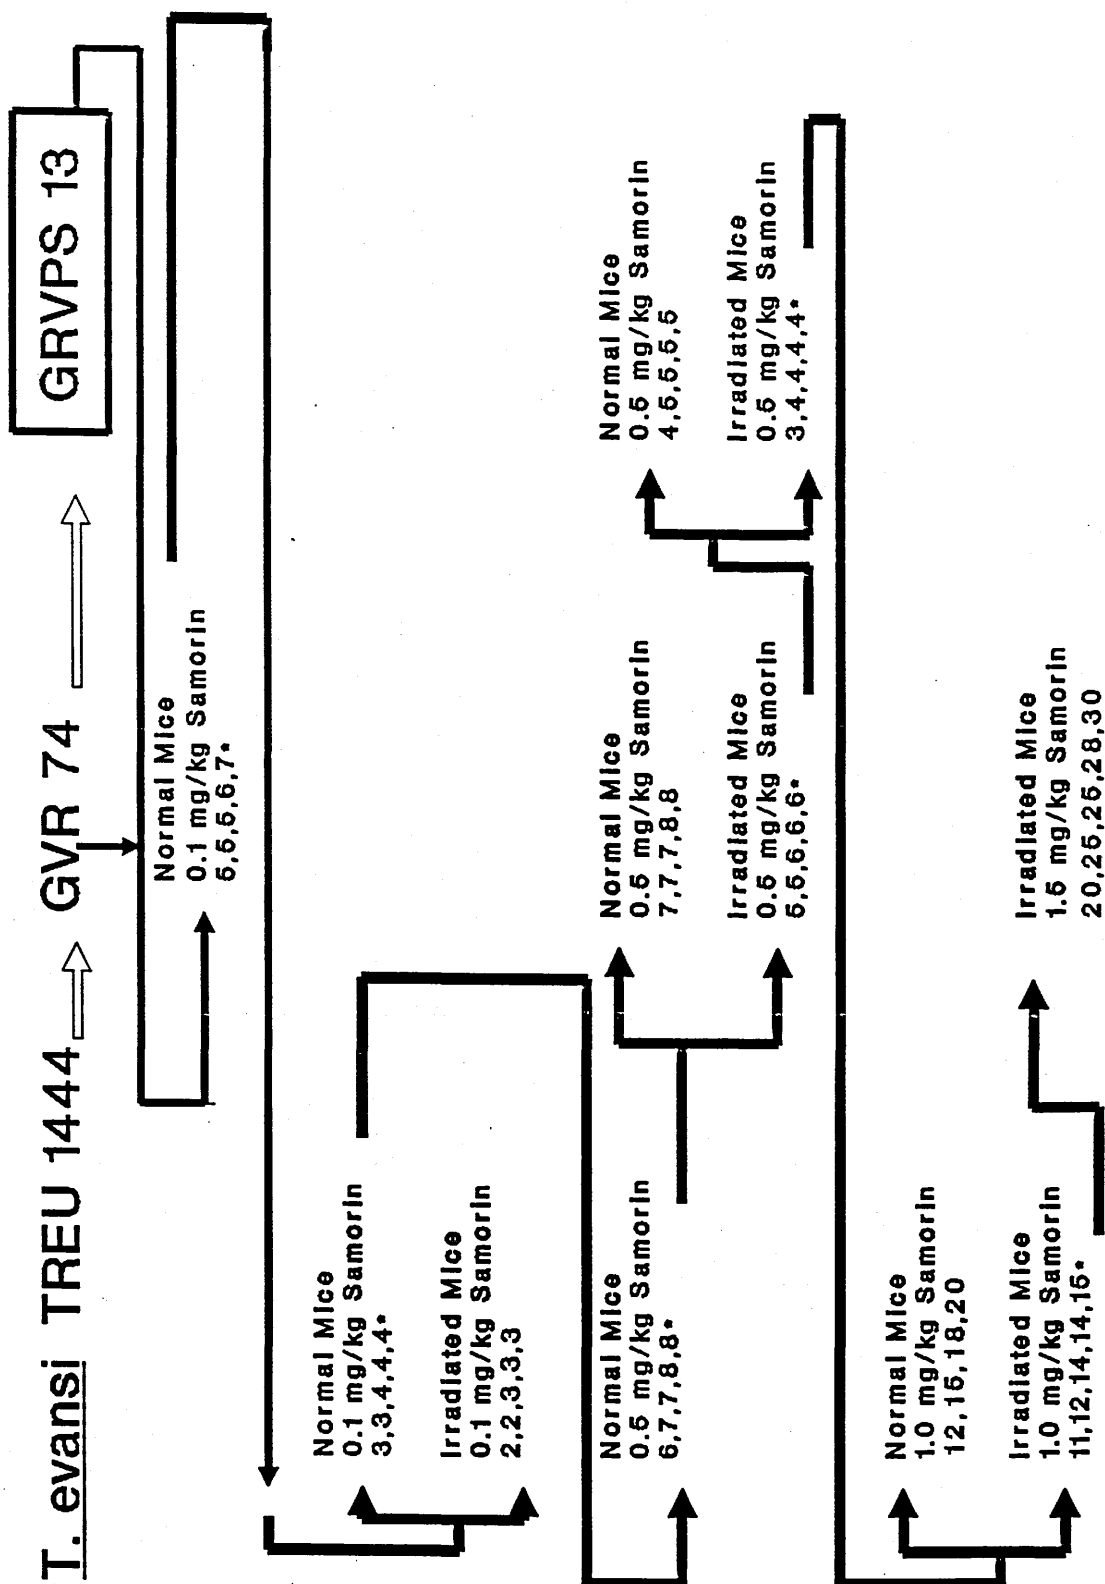 T. evansi TREU 1444 GVR 74 GRVPS 13
Normal Mice
0.1 mg/kg Samorin
5,5,5,6,7*
Normal Mice
0.1 mg/kg Samorin
3,3,4,4,4*
Irradiated Mice
0.1 mg/kg Samorin
2,2,3,3,3
Normal Mice
0.5 mg/kg Samorin
6,7,7,8,8*
Normal Mice
0.5 mg/kg Samorin
7,7,7,8,8
Irradiated Mice
0.5 mg/kg Samorin
5,5,6,6,6*
Normal Mice
0.5 mg/kg Samorin
4,5,5,5,5
Irradiated Mice
0.5 mg/kg Samorin
3,4,4,4,4*
Normal Mice
1.0 mg/kg Samorin
12,15,18,20
Irradiated Mice
1.0 mg/kg Samorin
11,12,14,14,15*
Irradiated Mice
1.5 mg/kg Samorin
20,25,25,28,30